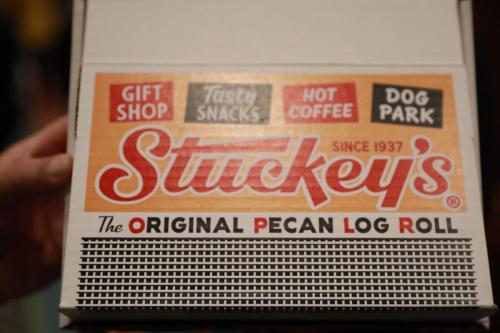 GIFT SHOP
Tasty SNACKS
HOT COFFEE
DOG PARK
SINCE 1937
Stuckey's®
The ORIGINAL PECAN LOG ROLL